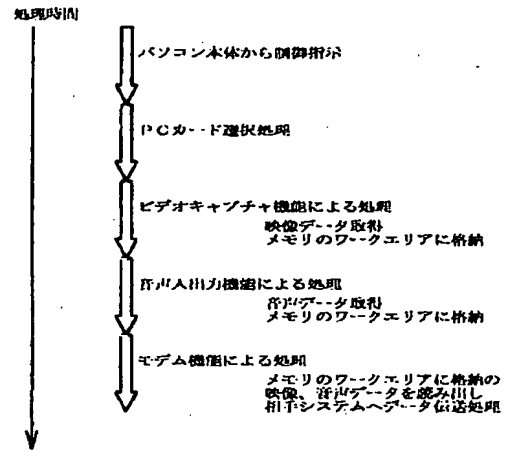 処理時間
パソコン本体から制御指示
PCカード選択処理
ビデオキャプチャ機能による処理
映像データ取得
メモリのワークエリアに格納
音声入出力機能による処理
音声データ取得
メモリのワークエリアに格納
モデム機能による処理
メモリのワークエリアに格納の
映像、音声データを読み出し
相手システムへデータ伝送処理